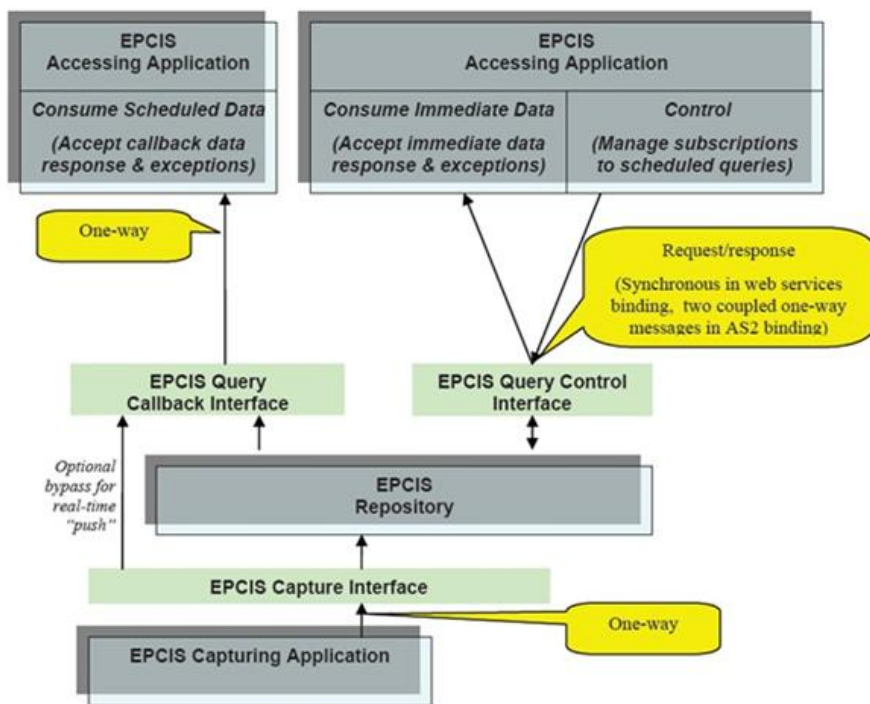 EPCIS
Accessing Application
Consume Scheduled Data
(Accept callback data
response & exceptions)
EPCIS
Accessing Application
Consume Immediate Data
(Accept immediate data
response & exceptions)
Control
(Manage subscriptions
to scheduled queries)
One-way
Request/response
(Synchronous in web services
binding, two coupled one-way
messages in AS2 binding)
EPCIS Query
Callback Interface
EPCIS Query Control
Interface
Optional
bypass for
real-time
"push"
EPCIS
Repository
EPCIS Capture Interface
One-way
EPCIS Capturing Application